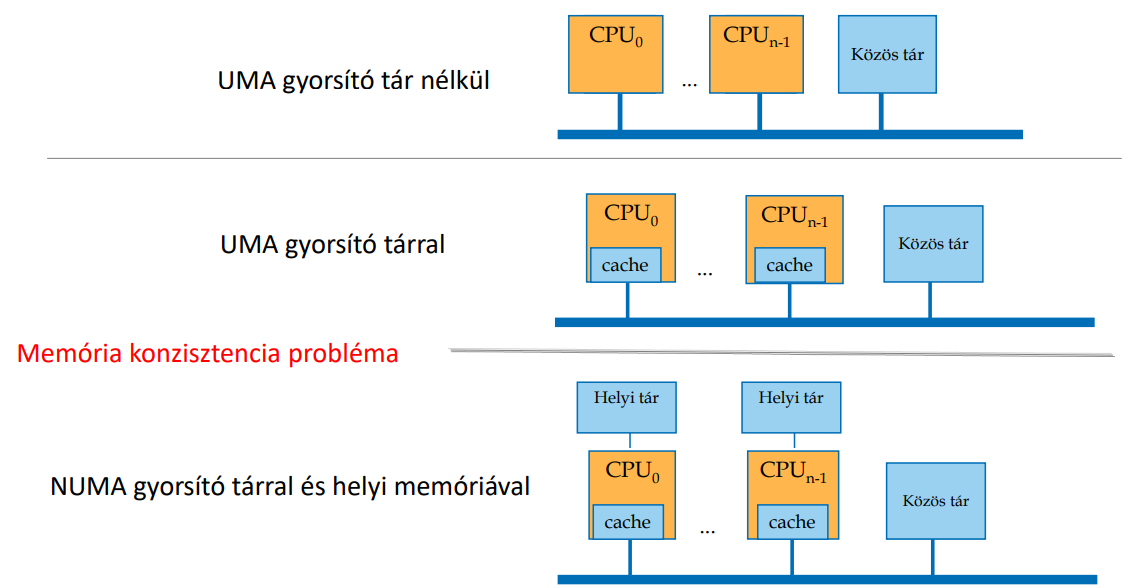 CPU0
CPUn-1
Közös tár
...
UMA gyorsító tár nélkül
CPU0
CPUn-1
UMA gyorsító tárral
Közös tár
cache
...
cache
Memória konzisztencia probléma
Helyi tár
Helyi tár
CPU0
CPUn-1
NUMA gyorsító tárral és helyi memóriával
Közös tár
cache
...
cache